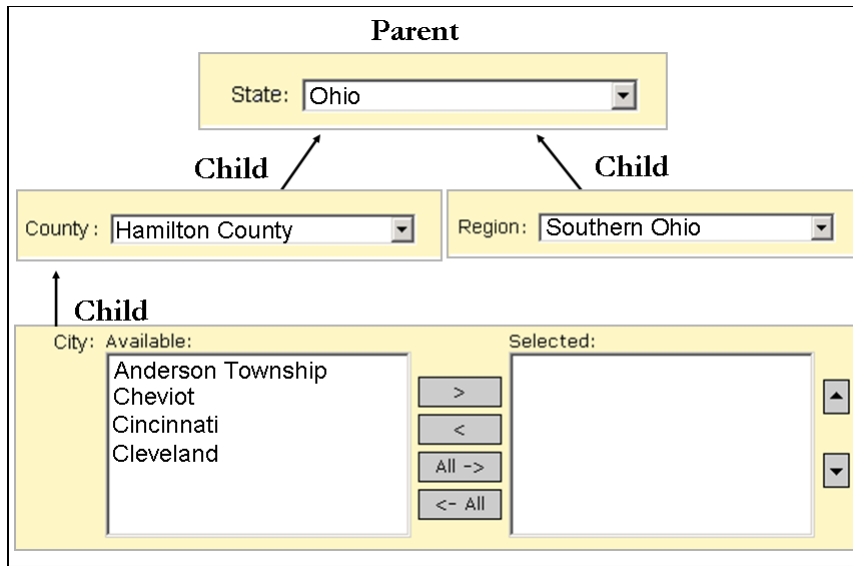 Parent
State: Ohio
Child
Child
County: Hamilton County
Region: Southern Ohio
Child
City: Available:
Selected:
Anderson Township
Cheviot
Cincinnati
Cleveland
>
<
All ->
<- All